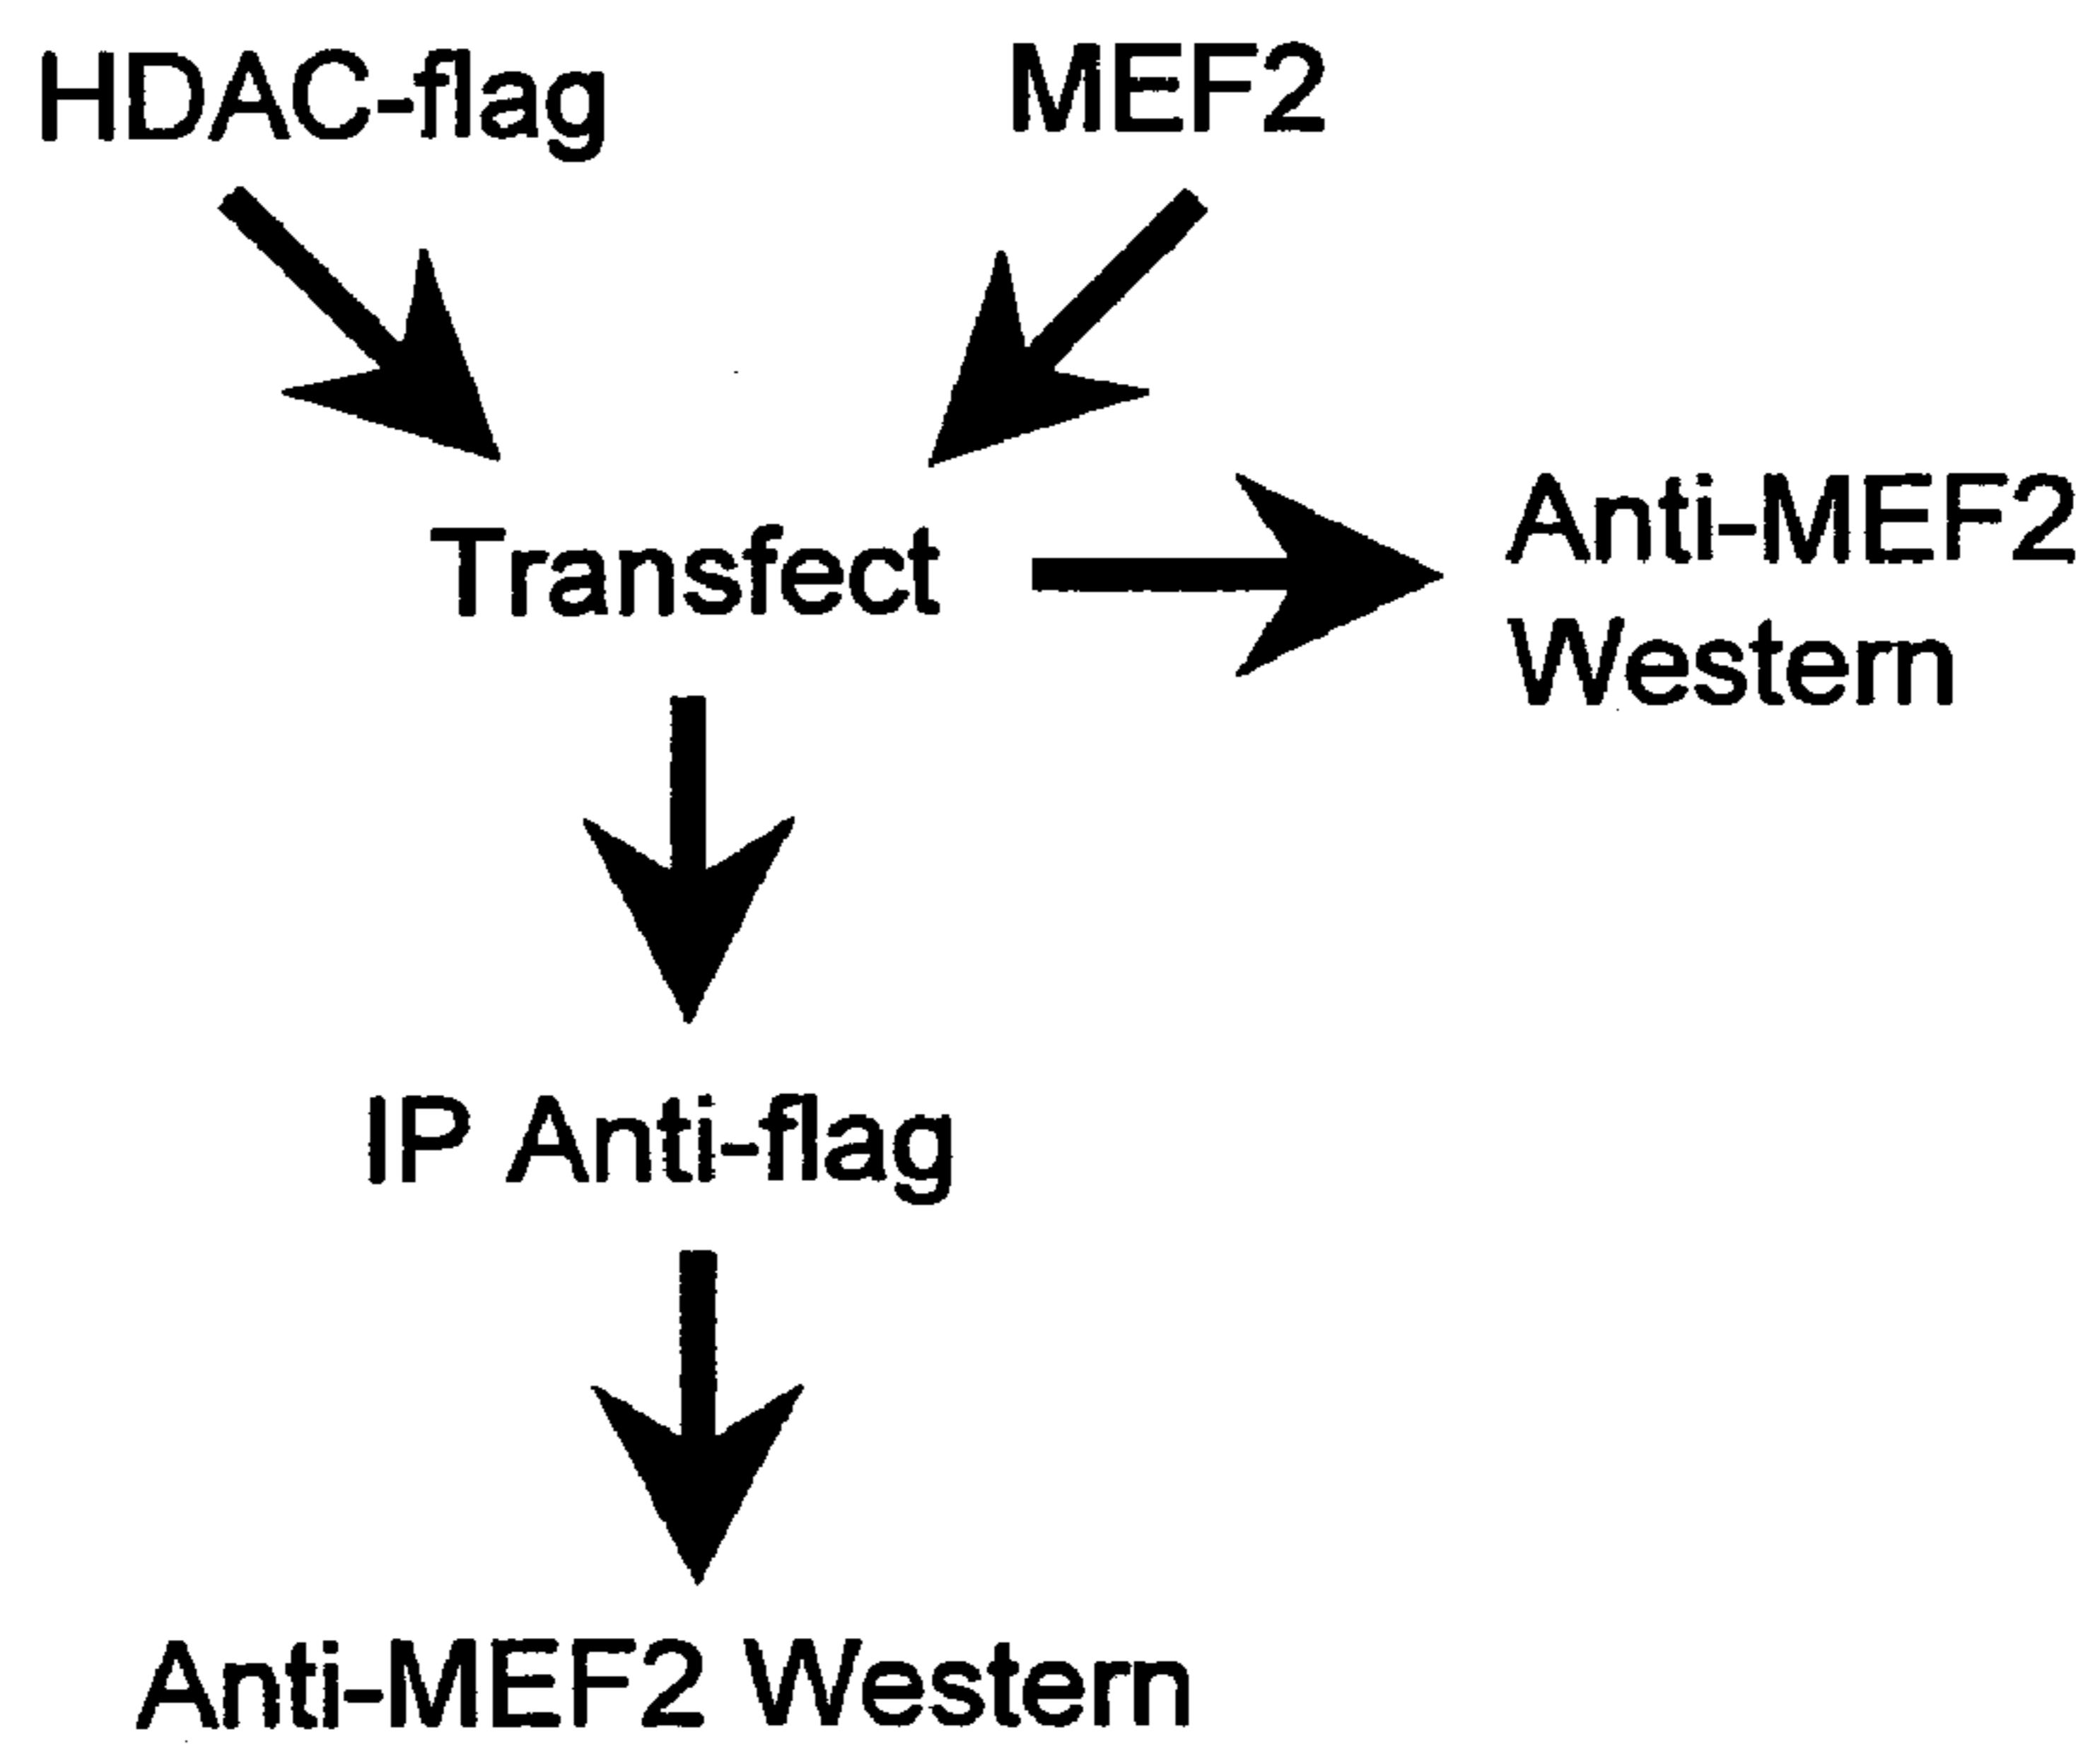 HDAC-flag
MEF2
Transfect
Anti-MEF2
Western
IP Anti-flag
Anti-MEF2 Western